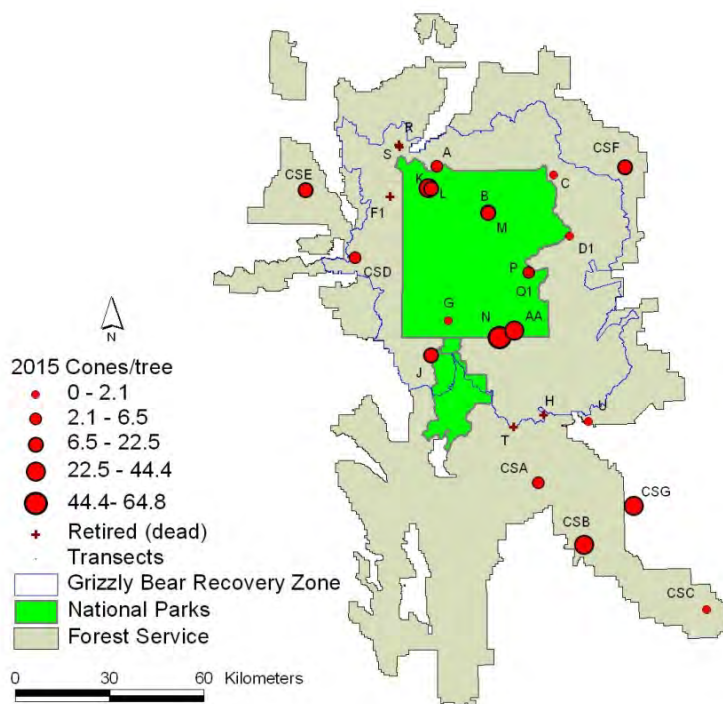 R
S
A
CSE
CSF
K
L
C
F1
B
M
D1
CSD
P
Q1
G
N
AA
N
J
H
U
T
CSA
CSG
CSB
CSC
2015 Cones/tree
0 - 2.1
2.1 - 6.5
6.5 - 22.5
22.5 - 44.4
44.4- 64.8
Retired (dead)
Transects
Grizzly Bear Recovery Zone
National Parks
Forest Service
0 30 60 Kilometers